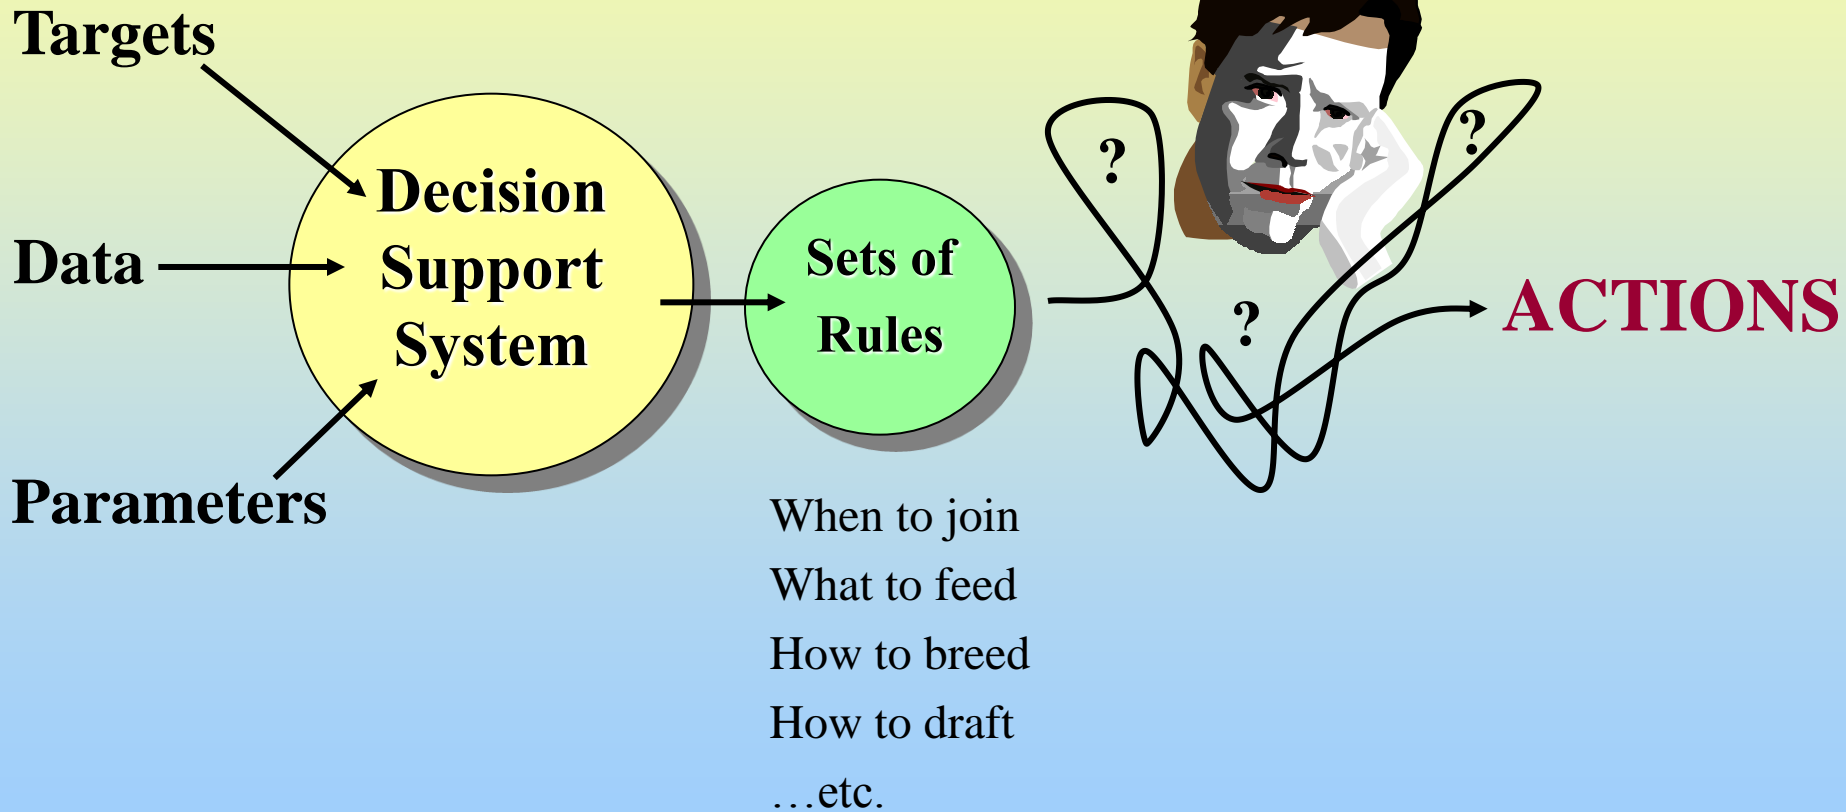 Targets
Data
Parameters
Decision
Support
System
Sets of
Rules
When to join
What to feed
How to breed
How to draft
…etc.
?
?
?
ACTIONS